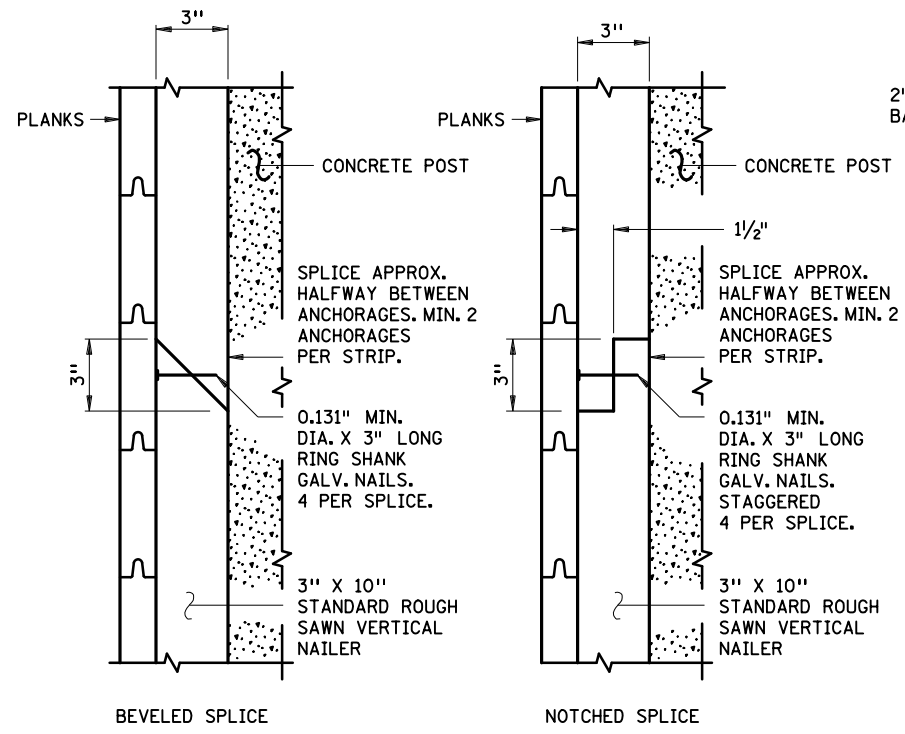 3"
PLANKS
CONCRETE POST
SPLICE APPROX.
HALFWAY BETWEEN
ANCHORAGES. MIN. 2
ANCHORAGES
PER STRIP.
3"
0.131" MIN.
DIA. X 3" LONG
RING SHANK
GALV. NAILS.
4 PER SPLICE.
3" X 10"
STANDARD ROUGH
SAWN VERTICAL
NAILER
BEVELED SPLICE
3"
PLANKS
CONCRETE POST
1½"
SPLICE APPROX.
HALFWAY BETWEEN
ANCHORAGES. MIN. 2
ANCHORAGES
PER STRIP.
3"
0.131" MIN.
DIA. X 3" LONG
RING SHANK
GALV. NAILS.
STAGGERED
4 PER SPLICE.
3" X 10"
STANDARD ROUGH
SAWN VERTICAL
NAILER
NOTCHED SPLICE
2"